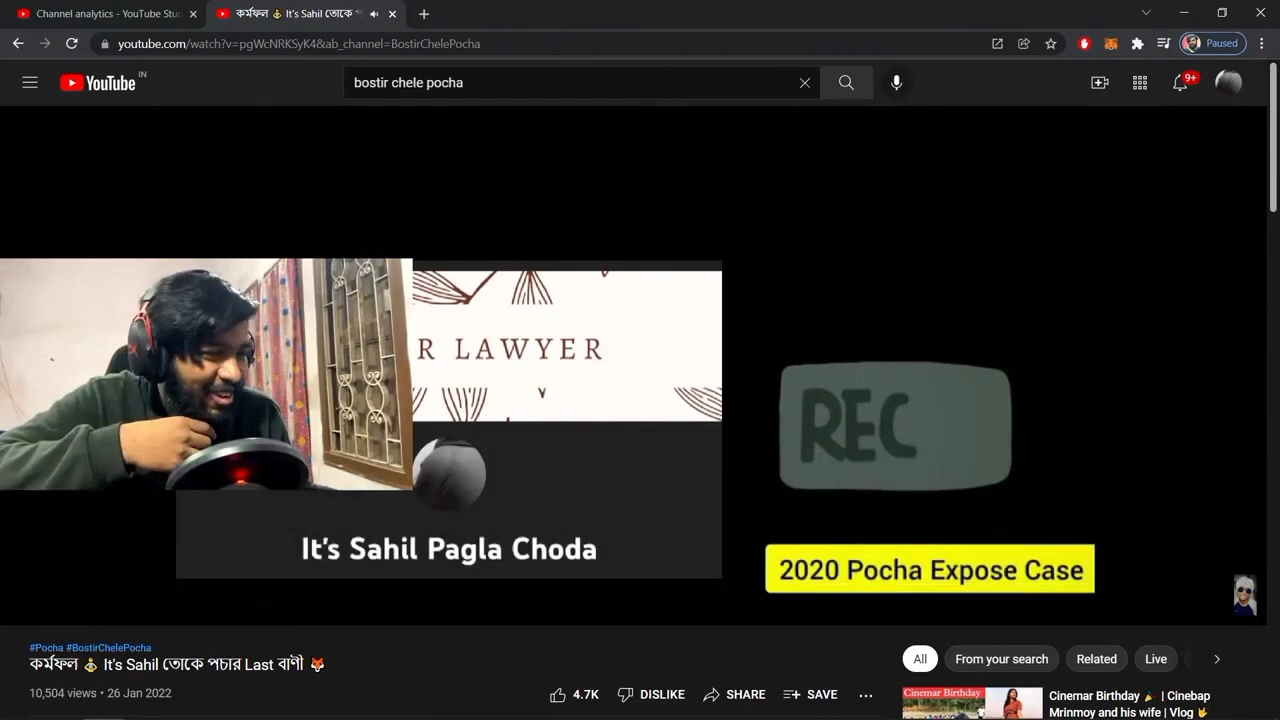 Channel analytics - YouTube Stu
কর্মফল It's Sahil তোকে প
youtube.com/watch?v=pgWcNRKSyK4&ab_channel=BostirChelePocha
Paused
YouTube IN
bostir chele pocha
9+
R LAWYER
REC
It's Sahil Pagla Choda
2020 Pocha Expose Case
#Pocha #BostirChelePocha
কর্মফল It's Sahil তোকে পচার Last বাণী
10,504 views • 26 Jan 2022
4.7K
DISLIKE
SHARE
SAVE
All
From your search
Related
Live
Cinemar Birthday
Cinemar Birthday | Cinebap
Mrinmoy and his wife | Vlog